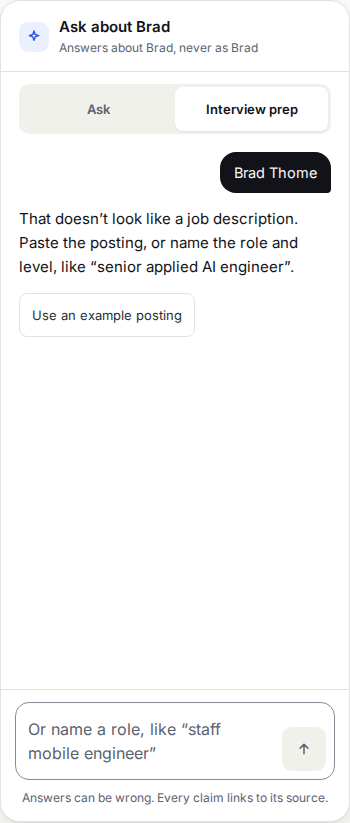 Ask about Brad
Answers about Brad, never as Brad
Ask
Interview prep
Brad Thome
That doesn’t look like a job description.
Paste the posting, or name the role and
level, like “senior applied AI engineer”.
Use an example posting
Or name a role, like “staff
mobile engineer”
Answers can be wrong. Every claim links to its source.